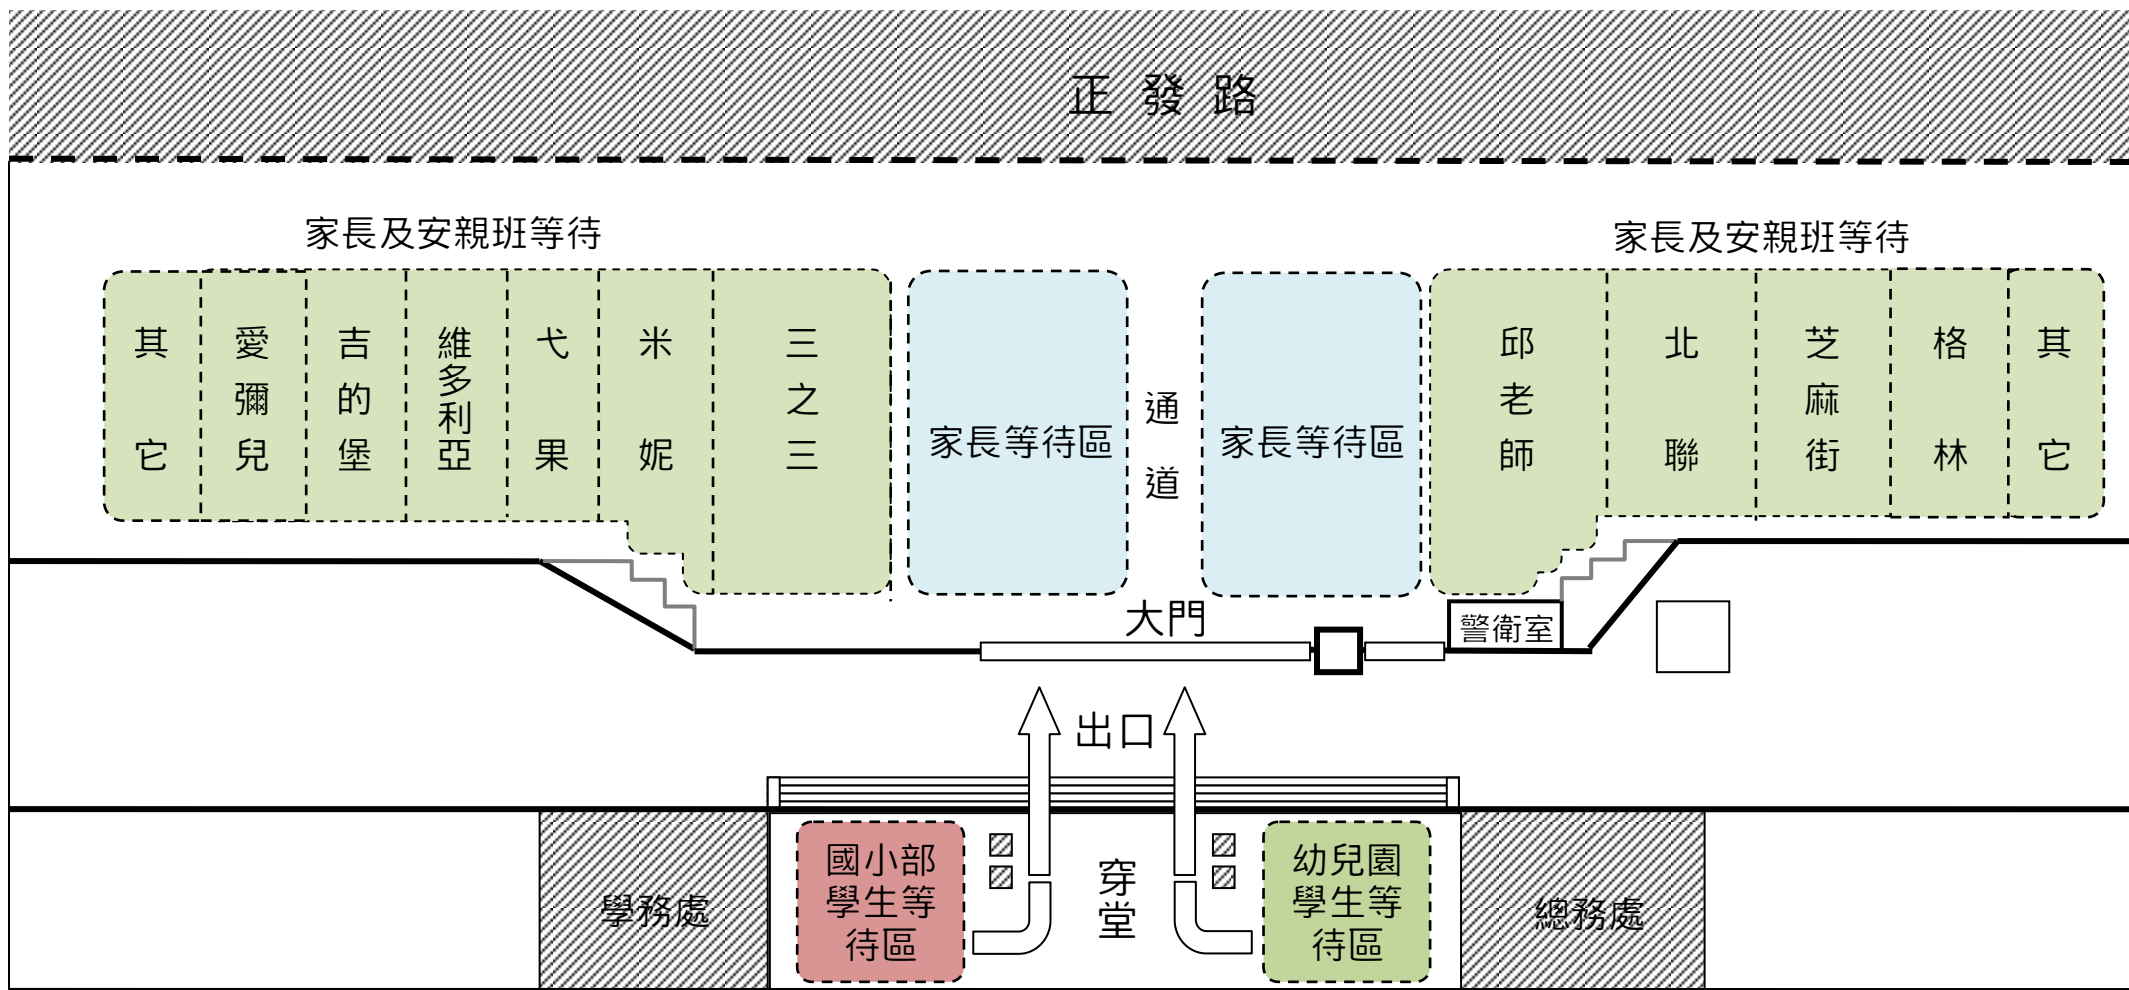 正發路
家長及安親班等待
家長及安親班等待
其它
愛彌兒
吉的堡
維多利亞
弋果
米妮
三之三
家長等待區
通道
家長等待區
邱老師
北聯
芝麻街
格林
其它
大門
警衛室
出口
學務處
國小部
學生等
待區
穿堂
幼兒園
學生等
待區
總務處